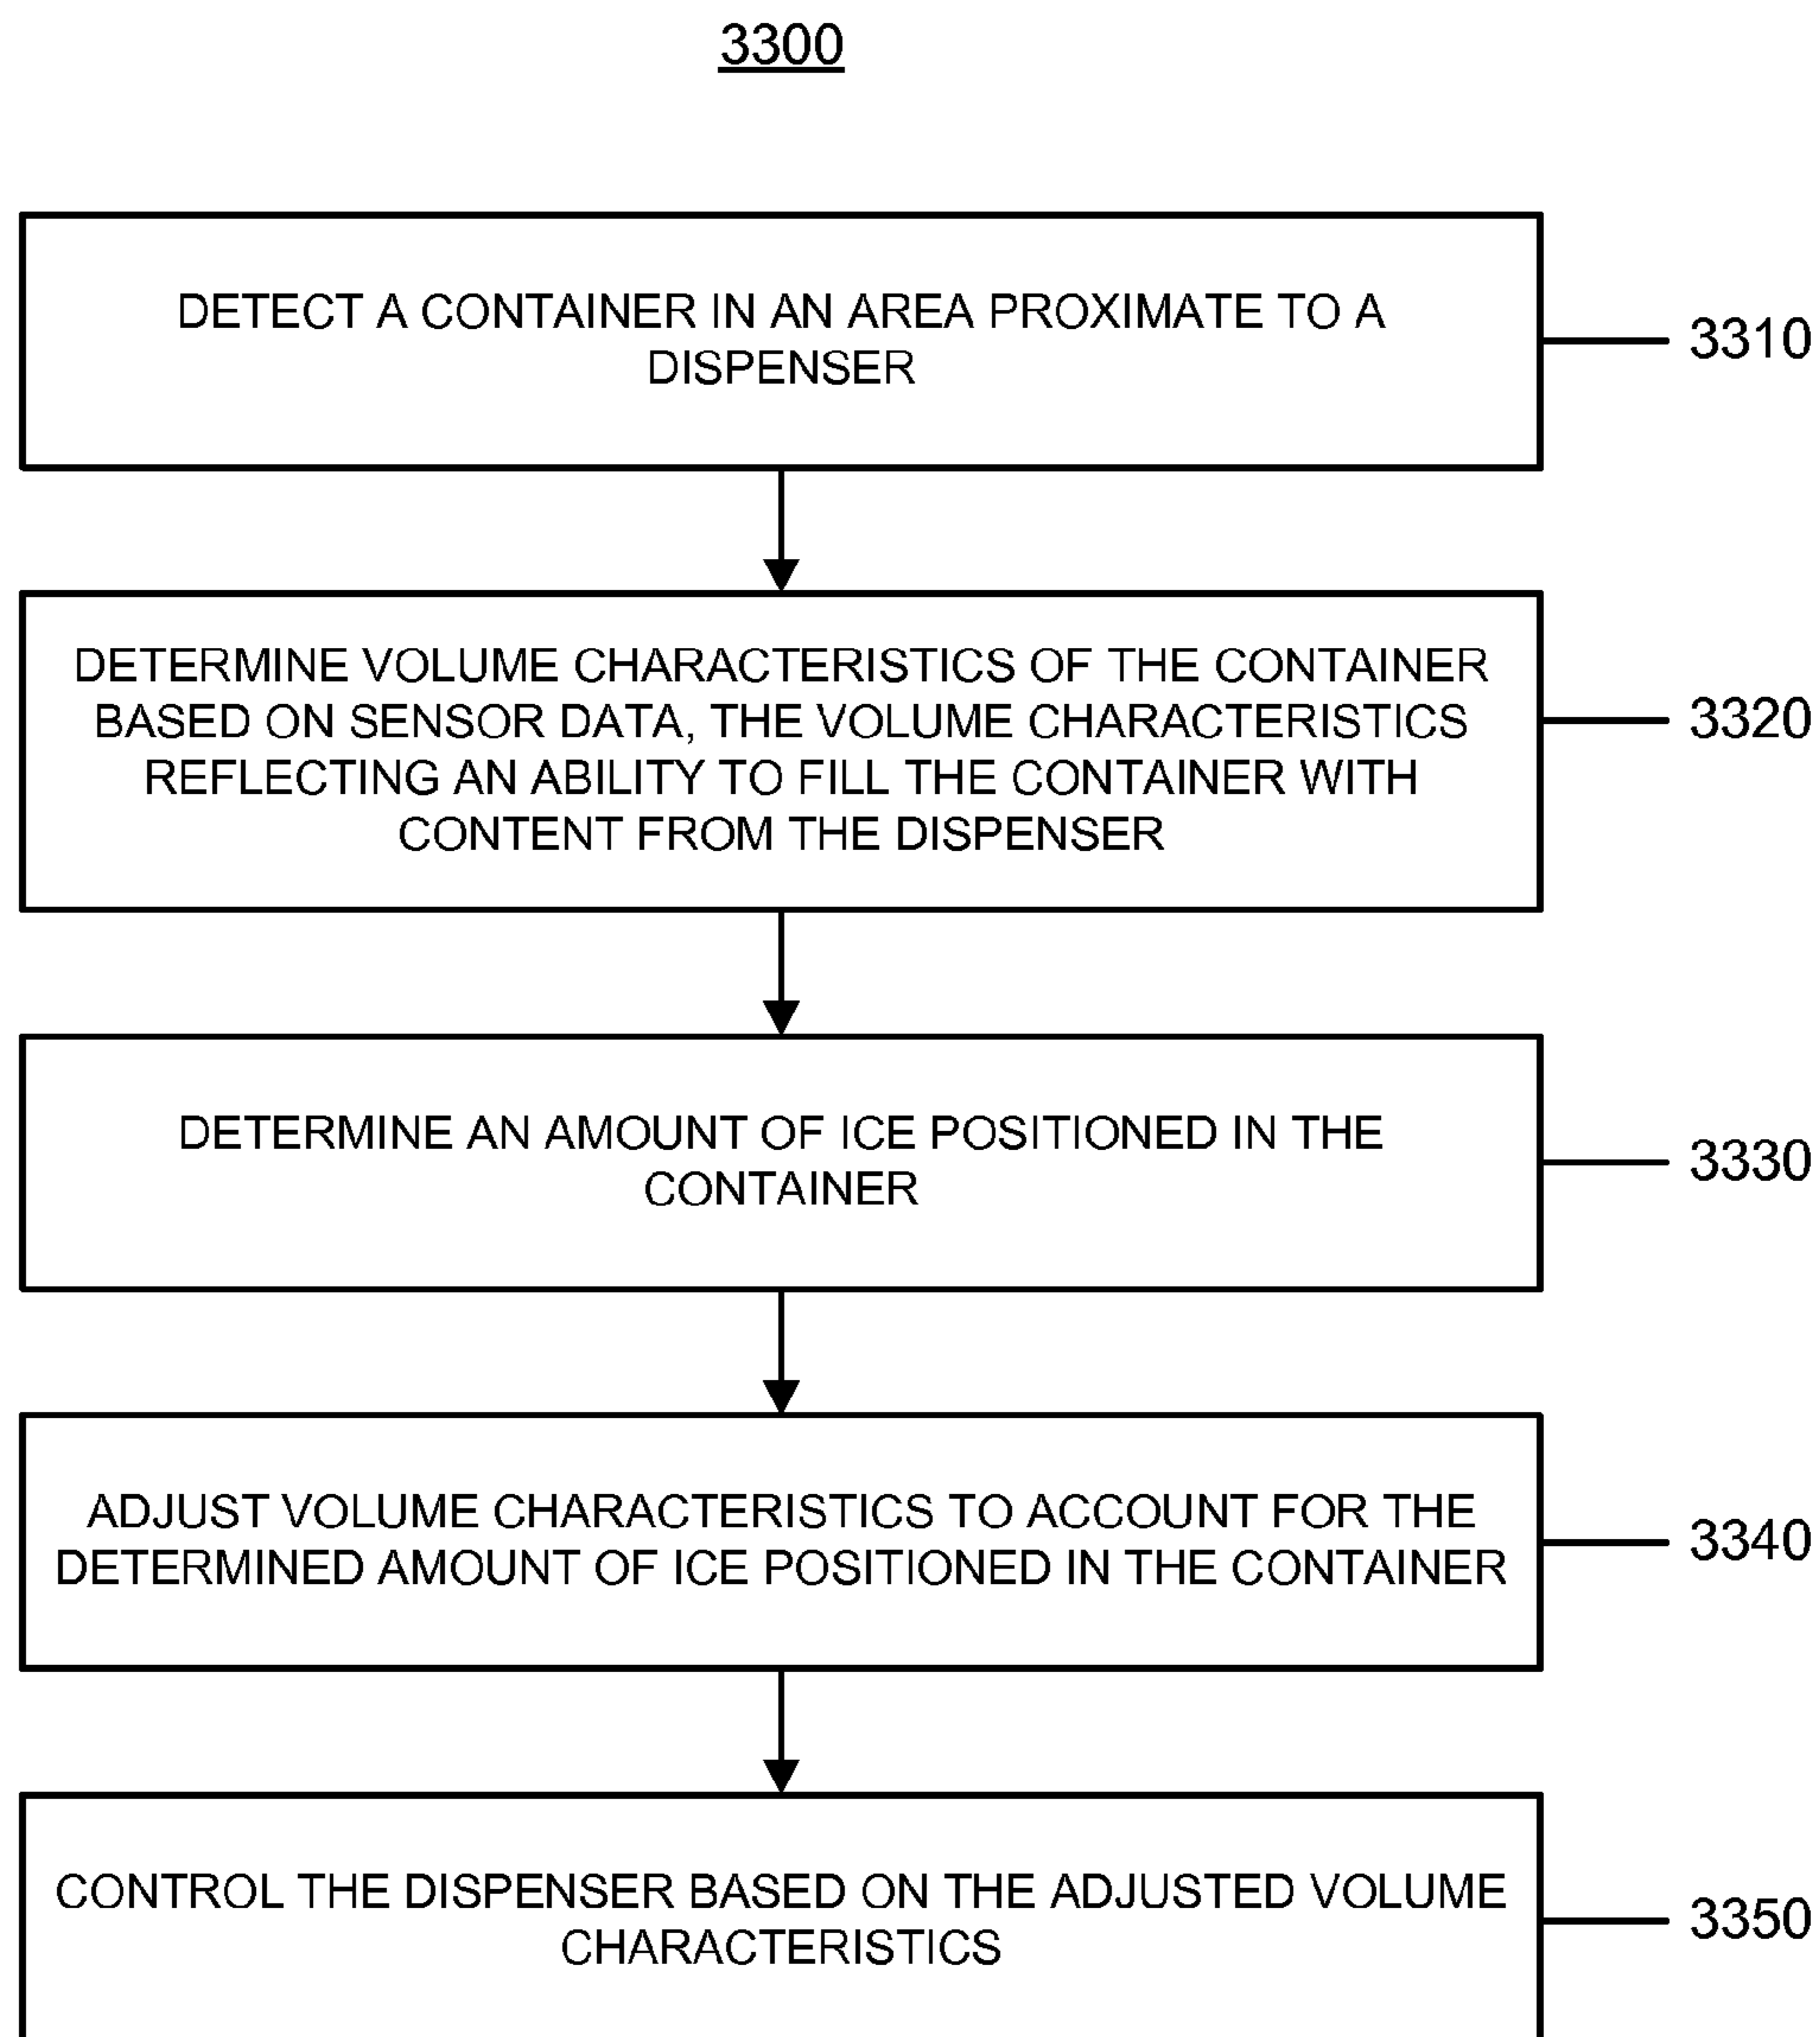 3300
DETECT A CONTAINER IN AN AREA PROXIMATE TO A
DISPENSER
3310
DETERMINE VOLUME CHARACTERISTICS OF THE CONTAINER
BASED ON SENSOR DATA, THE VOLUME CHARACTERISTICS
REFLECTING AN ABILITY TO FILL THE CONTAINER WITH
CONTENT FROM THE DISPENSER
3320
DETERMINE AN AMOUNT OF ICE POSITIONED IN THE
CONTAINER
3330
ADJUST VOLUME CHARACTERISTICS TO ACCOUNT FOR THE
DETERMINED AMOUNT OF ICE POSITIONED IN THE CONTAINER
3340
CONTROL THE DISPENSER BASED ON THE ADJUSTED VOLUME
CHARACTERISTICS
3350